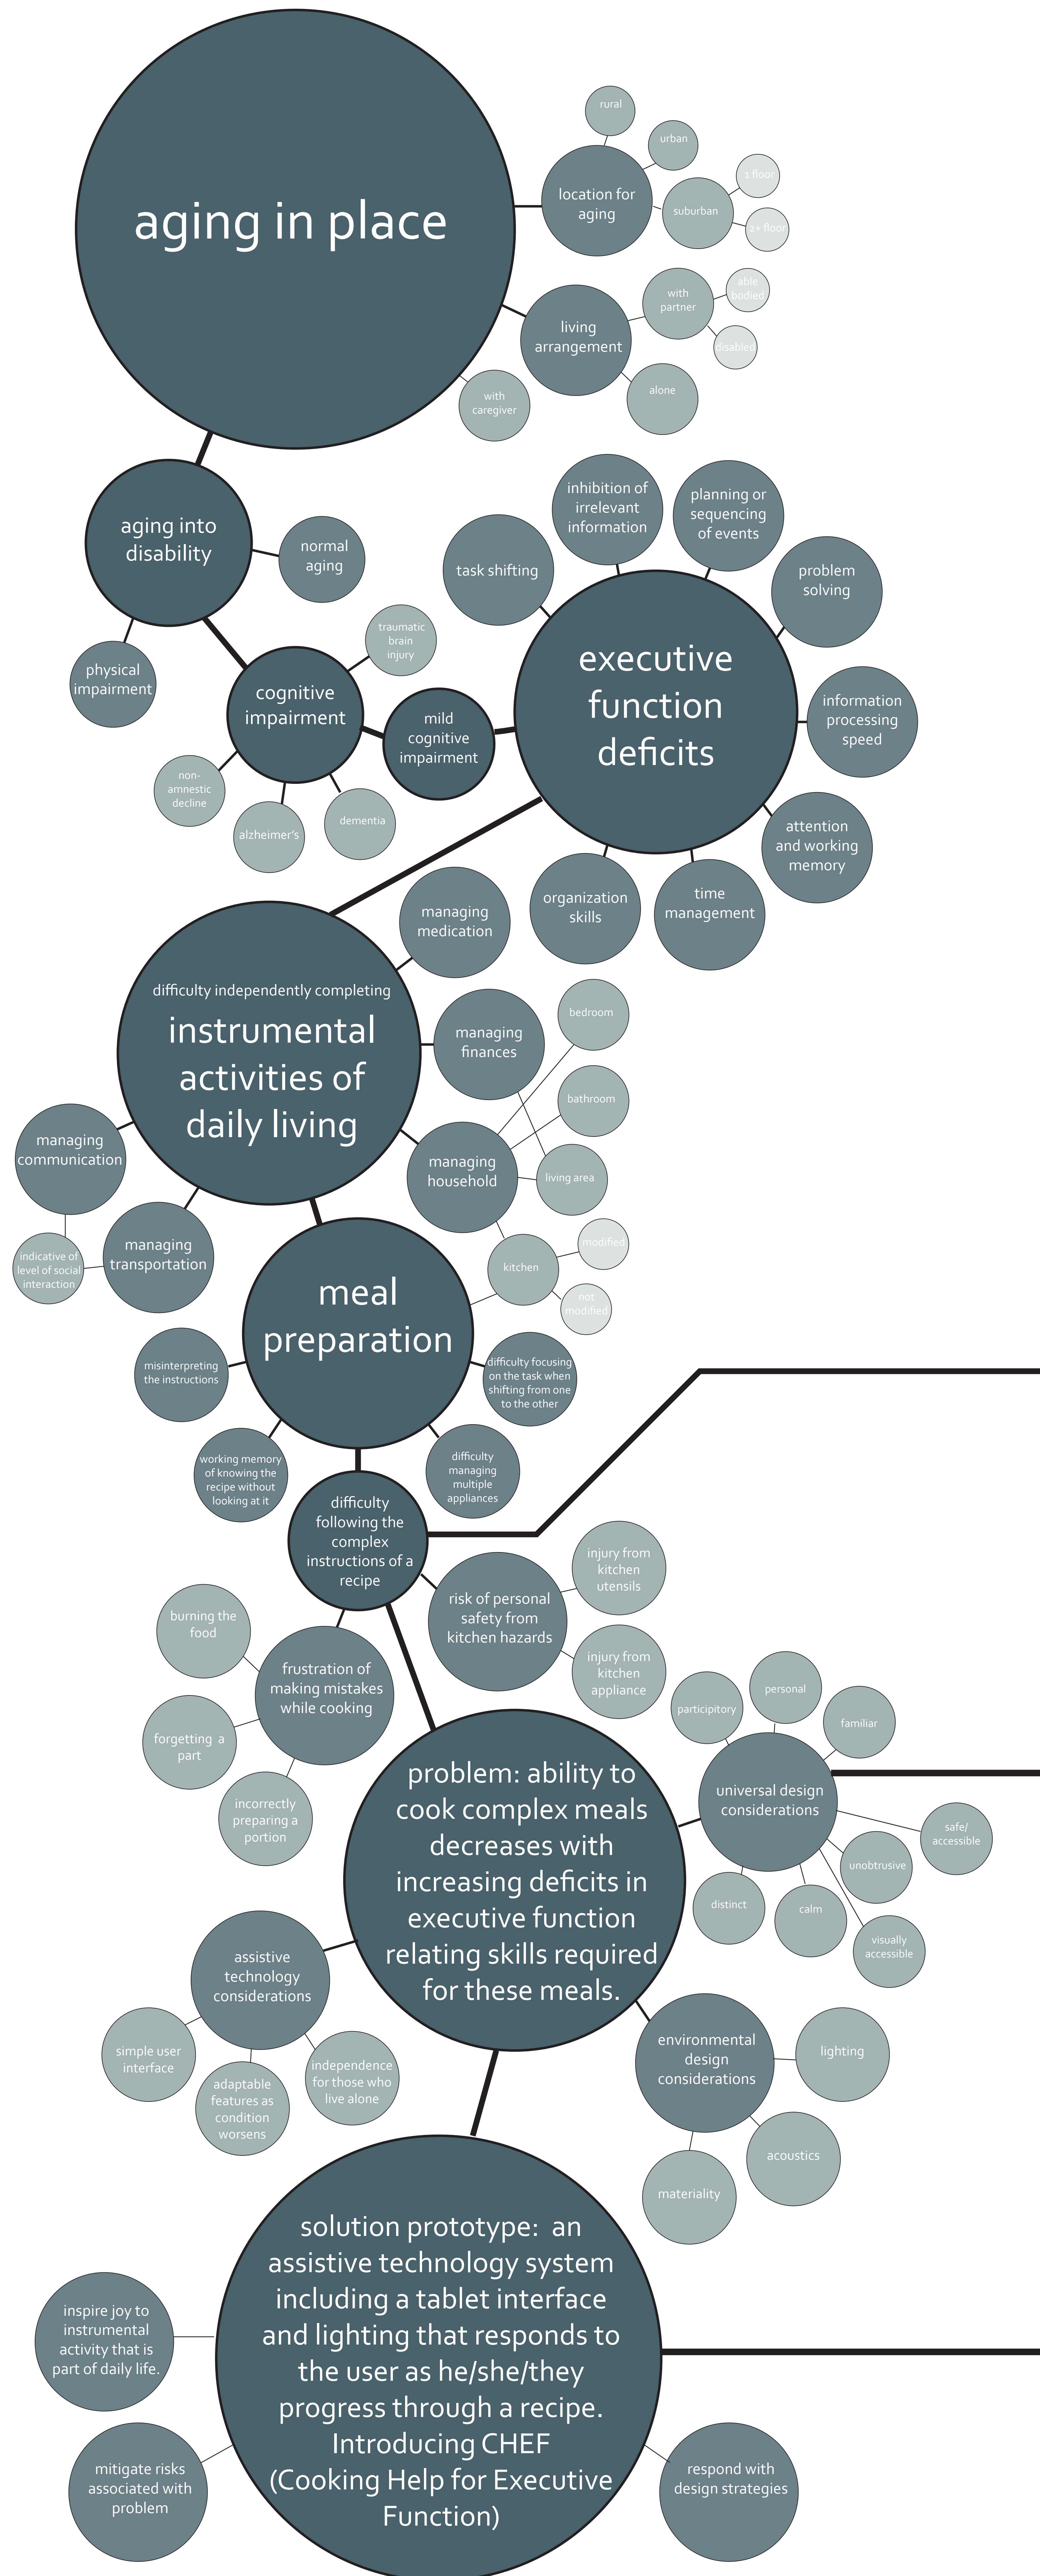 aging in place
rural
urban
location for
aging
suburban
1 floor
2+ floor
living
arrangement
with
partner
able
bodied
disabled
alone
with
caregiver
aging into
disability
normal
aging
physical
impairment
cognitive
impairment
traumatic
brain
injury
mild
cognitive
impairment
non-
amnestic
decline
alzheimer's
dementia
executive
function
deficits
task shifting
inhibition of
irrelevant
information
planning or
sequencing
of events
problem
solving
information
processing
speed
attention
and working
memory
time
management
organization
skills
difficulty independently completing
instrumental
activities of
daily living
managing
medication
managing
finances
managing
household
bedroom
bathroom
living area
kitchen
modified
not
modified
managing
communication
managing
transportation
indicative of
level of social
interaction
meal
preparation
misinterpreting
the instructions
working memory
of knowing the
recipe without
looking at it
difficulty focusing
on the task when
shifting from one
to the other
difficulty
managing
multiple
appliances
difficulty
following the
complex
instructions of a
recipe
risk of personal
safety from
kitchen hazards
injury from
kitchen
utensils
injury from
kitchen
appliance
frustration of
making mistakes
while cooking
burning the
food
forgetting  a
part
incorrectly
preparing a
portion
problem: ability to
cook complex meals
decreases with
increasing deficits in
executive function
relating skills required
for these meals.
universal design
considerations
participitory
personal
familiar
safe/
accessible
unobtrusive
visually
accessible
calm
distinct
assistive
technology
considerations
simple user
interface
adaptable
features as
condition
worsens
independence
for those who
live alone
environmental
design
considerations
lighting
acoustics
materiality
solution prototype:  an
assistive technology system
including a tablet interface
and lighting that responds to
the user as he/she/they
progress through a recipe.
Introducing CHEF
(Cooking Help for Executive
Function)
inspire joy to
instrumental
activity that is
part of daily life.
mitigate risks
associated with
problem
respond with
design strategies